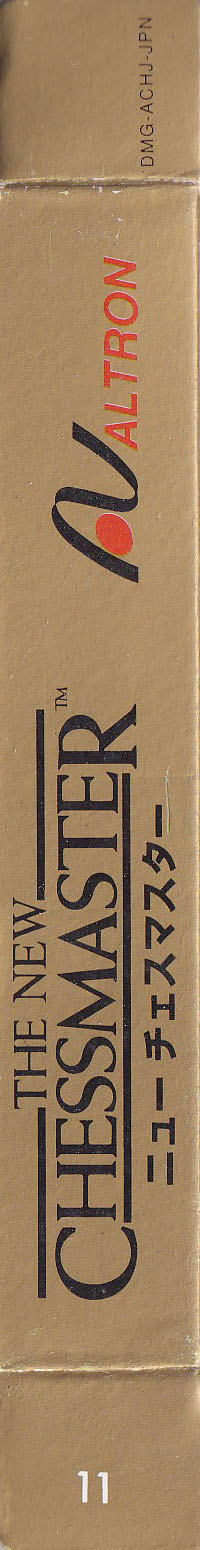 11
THE NEW
CHESSMASTER™
ニュー チェスマスター
ALTRON
DMG-ACHJ-JPN